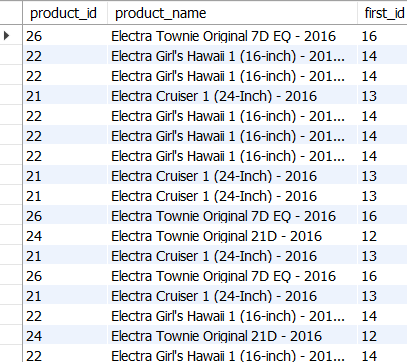 product_id product_name first_id
26 Electra Townie Original 7D EQ - 2016 16
22 Electra Girl's Hawaii 1 (16-inch) - 201... 14
22 Electra Girl's Hawaii 1 (16-inch) - 201... 14
21 Electra Cruiser 1 (24-Inch) - 2016 13
22 Electra Girl's Hawaii 1 (16-inch) - 201... 14
22 Electra Girl's Hawaii 1 (16-inch) - 201... 14
22 Electra Girl's Hawaii 1 (16-inch) - 201... 14
21 Electra Cruiser 1 (24-Inch) - 2016 13
21 Electra Cruiser 1 (24-Inch) - 2016 13
26 Electra Townie Original 7D EQ - 2016 16
24 Electra Townie Original 21D - 2016 12
21 Electra Cruiser 1 (24-Inch) - 2016 13
26 Electra Townie Original 7D EQ - 2016 16
21 Electra Cruiser 1 (24-Inch) - 2016 13
22 Electra Girl's Hawaii 1 (16-inch) - 201... 14
24 Electra Townie Original 21D - 2016 12
22 Electra Girl's Hawaii 1 (16-inch) - 201... 14